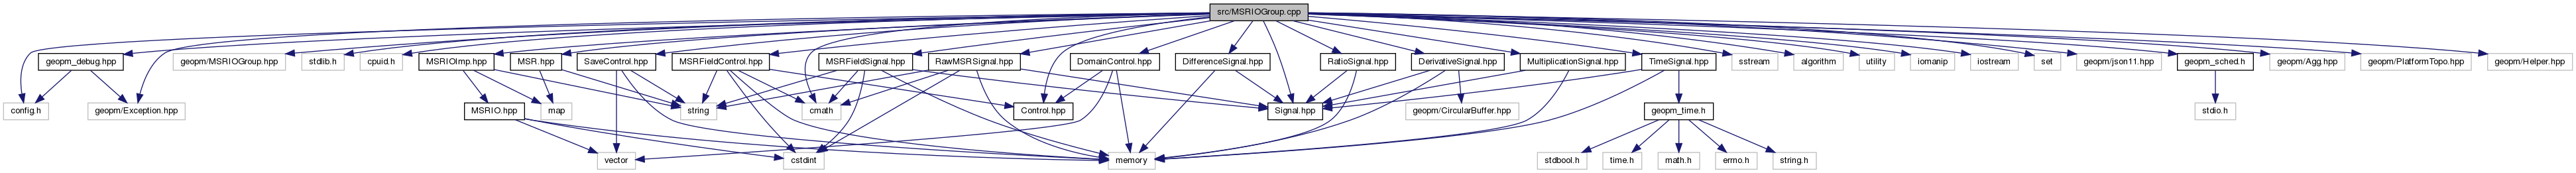 src/MSRIOGroup.cpp
geopm_debug.hpp
geopm/MSRIOGroup.hpp
stdlib.h
cpuid.h
MSRIOImp.hpp
MSR.hpp
SaveControl.hpp
MSRFieldControl.hpp
MSRFieldSignal.hpp
RawMSRSignal.hpp
DomainControl.hpp
DifferenceSignal.hpp
RatioSignal.hpp
DerivativeSignal.hpp
MultiplicationSignal.hpp
TimeSignal.hpp
sstream
algorithm
utility
iomanip
iostream
set
geopm/json11.hpp
geopm_sched.h
geopm/Agg.hpp
geopm/PlatformTopo.hpp
geopm/Helper.hpp
config.h
geopm/Exception.hpp
MSRIO.hpp
map
string
cmath
Control.hpp
Signal.hpp
geopm/CircularBuffer.hpp
geopm_time.h
stdio.h
vector
cstdint
memory
stdbool.h
time.h
math.h
errno.h
string.h